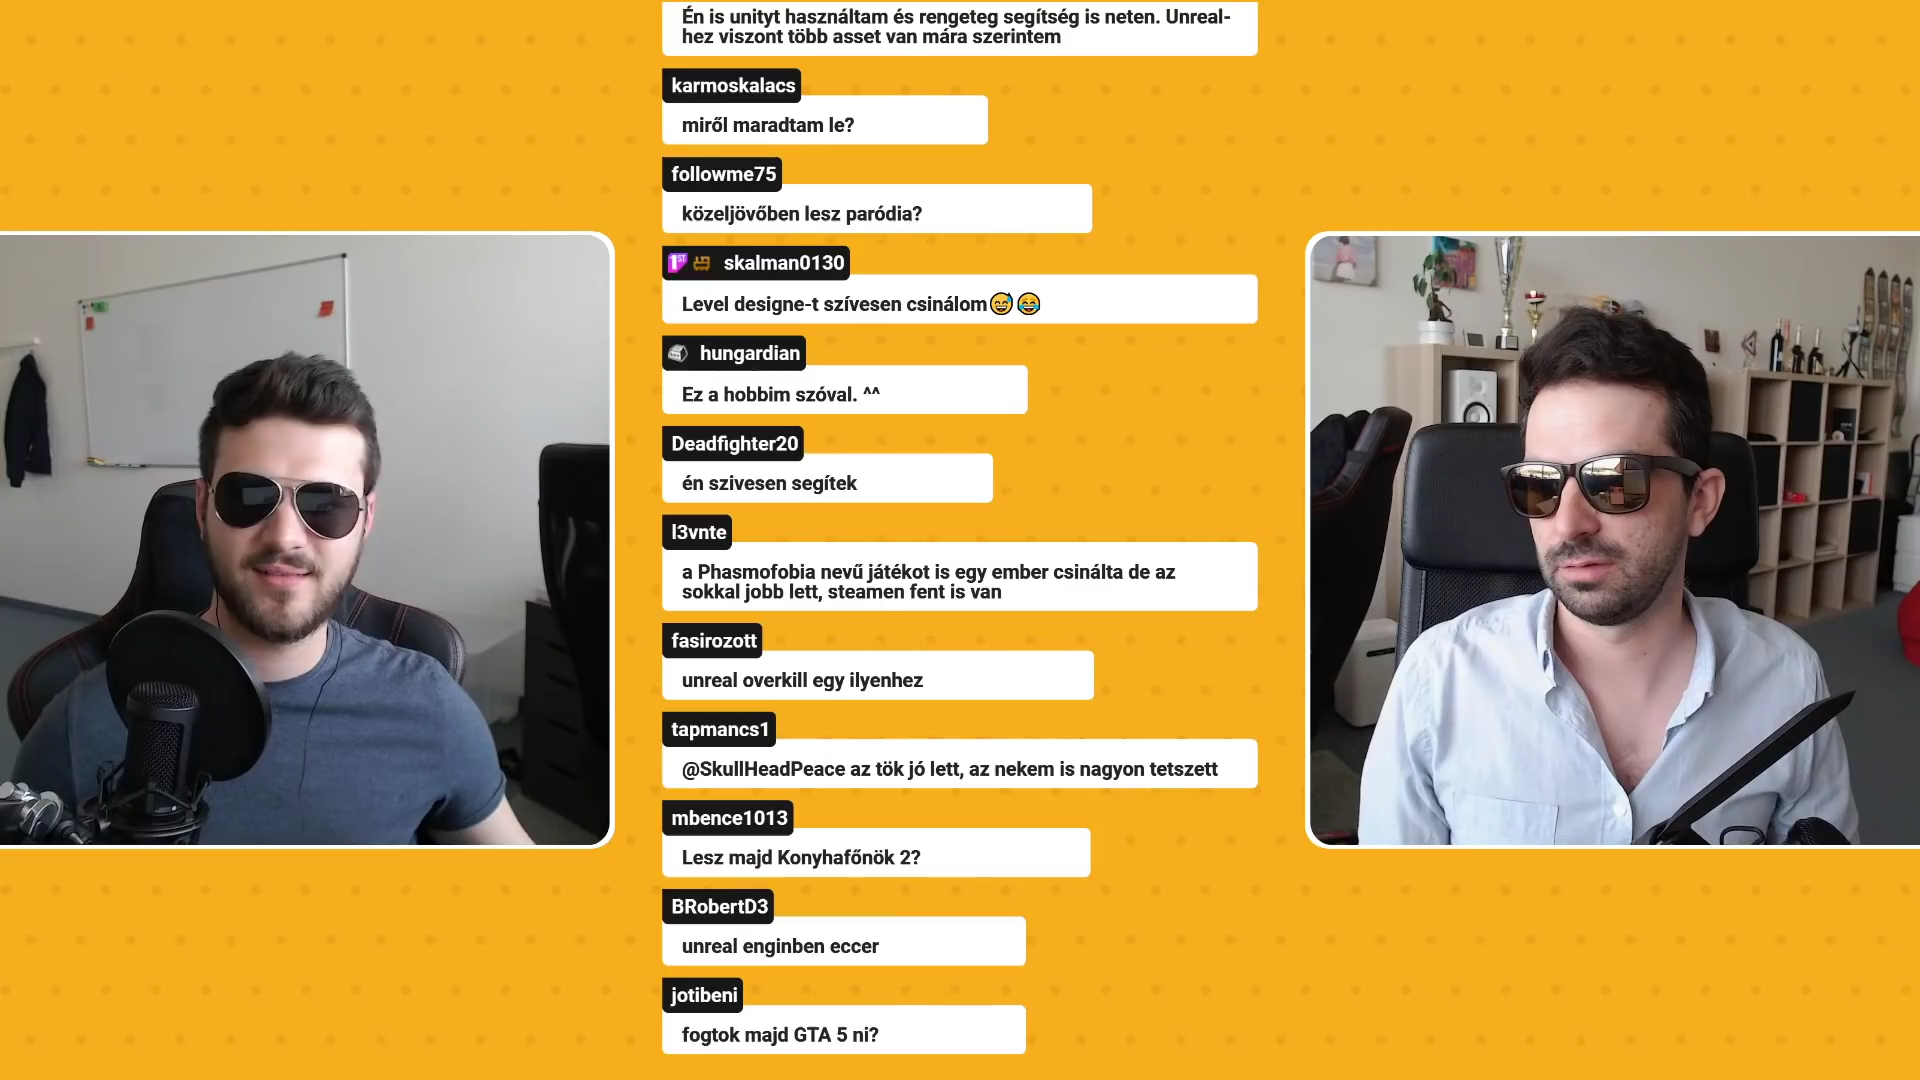 Én is unityt használtam és rengeteg segítség is neten. Unreal-
hez viszont több asset van mára szerintem
karmoskalacs
miről maradtam le?
followme75
közeljövőben lesz paródia?
1ST skalman0130
Level designe-t szívesen csinálom😅😂
hungardian
Ez a hobbim szóval. ^^
Deadfighter20
én szivesen segítek
l3vnte
a Phasmofobia nevű játékot is egy ember csinálta de az
sokkal jobb lett, steamen fent is van
fasirozott
unreal overkill egy ilyenhez
tapmancs1
@SkullHeadPeace az tök jó lett, az nekem is nagyon tetszett
mbence1013
Lesz majd Konyhafőnök 2?
BRobertD3
unreal enginben eccer
jotibeni
fogtok majd GTA 5 ni?